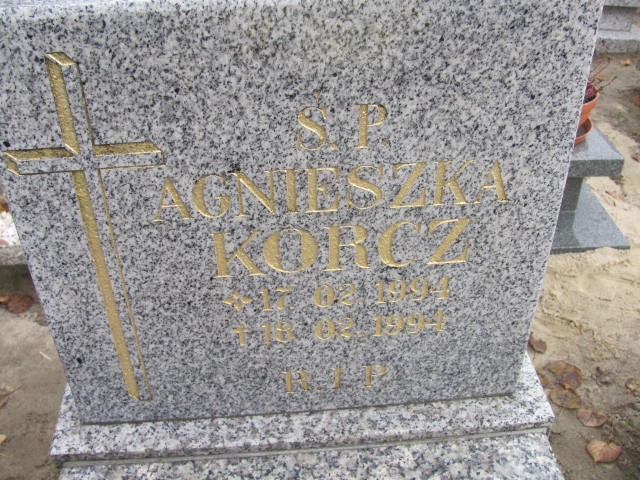 Ś. P.
AGNIESZKA
KORCZ
17. 02. 1994
† 18. 02. 1994
R. I. P.